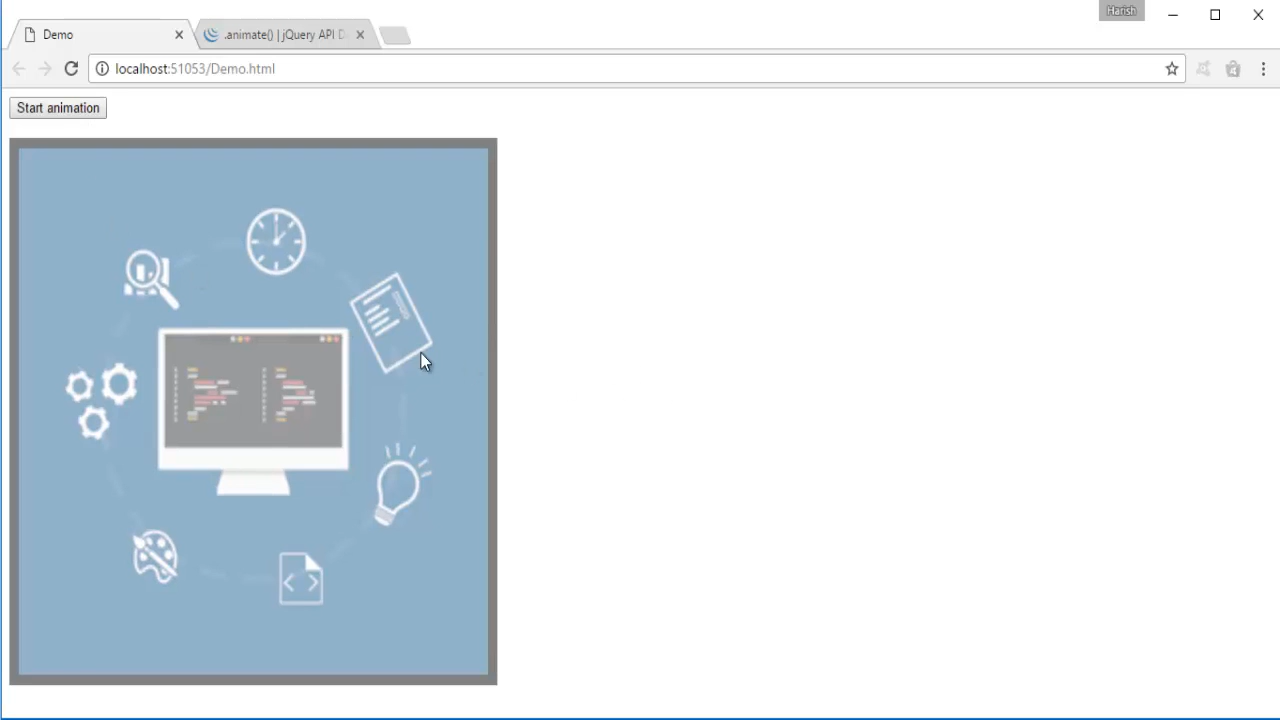 Harish
Demo
.animate() | jQuery API D
localhost:51053/Demo.html
Start animation